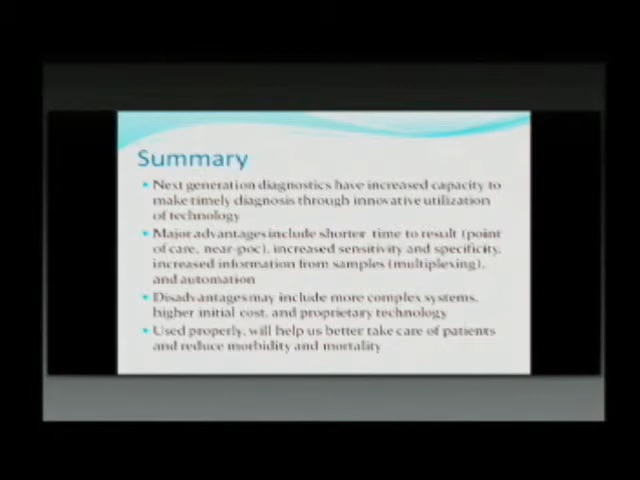 Summary
Next generation diagnostics have increased capacity to
make timely diagnosis through innovative utilization
of technology
Major advantages include shorter time to result (point
of care, near-poc), increased sensitivity and specificity,
increased information from samples (multiplexing),
and automation
Disadvantages may include more complex systems,
higher initial cost, and proprietary technology
Used properly, will help us better take care of patients
and reduce morbidity and mortality